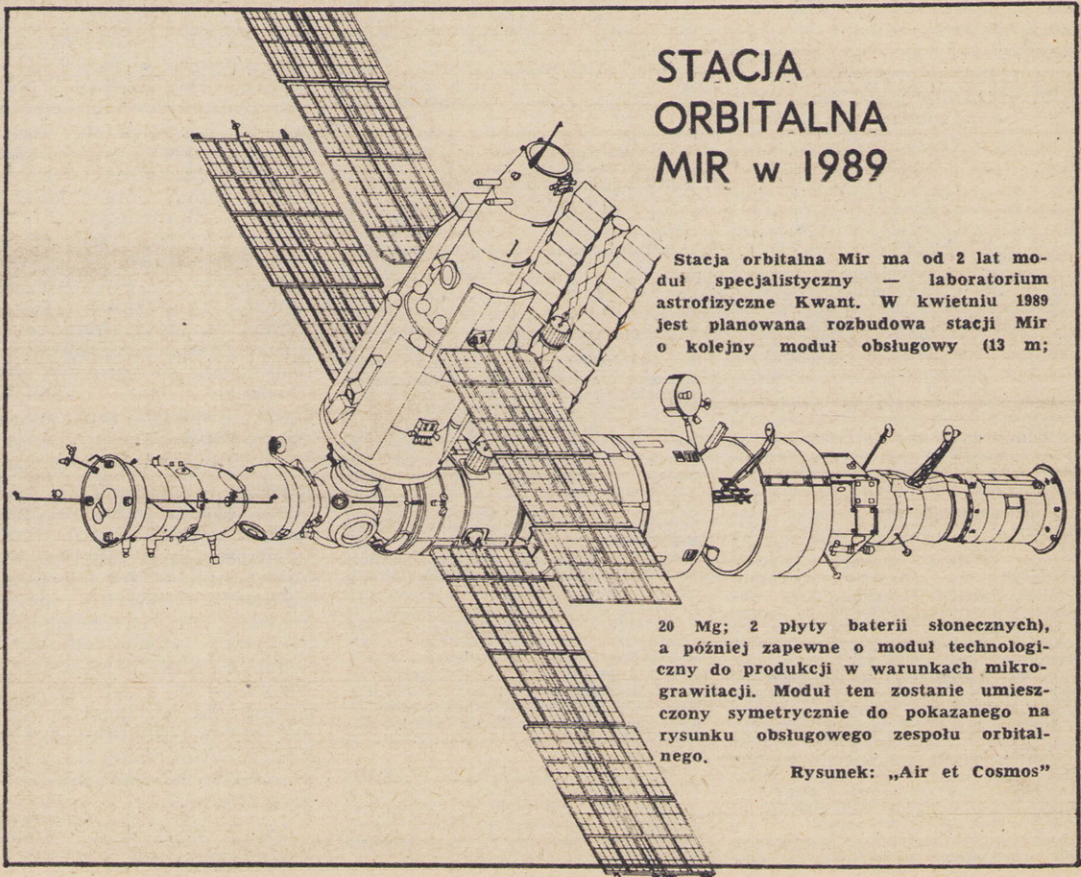 STACJA
ORBITALNA
MIR w 1989
Stacja orbitalna Mir ma od 2 lat mo-
duł specjalistyczny — laboratorium
astrofizyczne Kwant. W kwietniu 1989
jest planowana rozbudowa stacji Mir
o kolejny moduł obsługowy (13 m;
20 Mg; 2 płyty baterii słonecznych),
a później zapewne o moduł technologi-
czny do produkcji w warunkach mikro-
grawitacji. Moduł ten zostanie umiesz-
czony symetrycznie do pokazanego na
rysunku obsługowego zespołu orbital-
nego.
Rysunek: „Air et Cosmos”